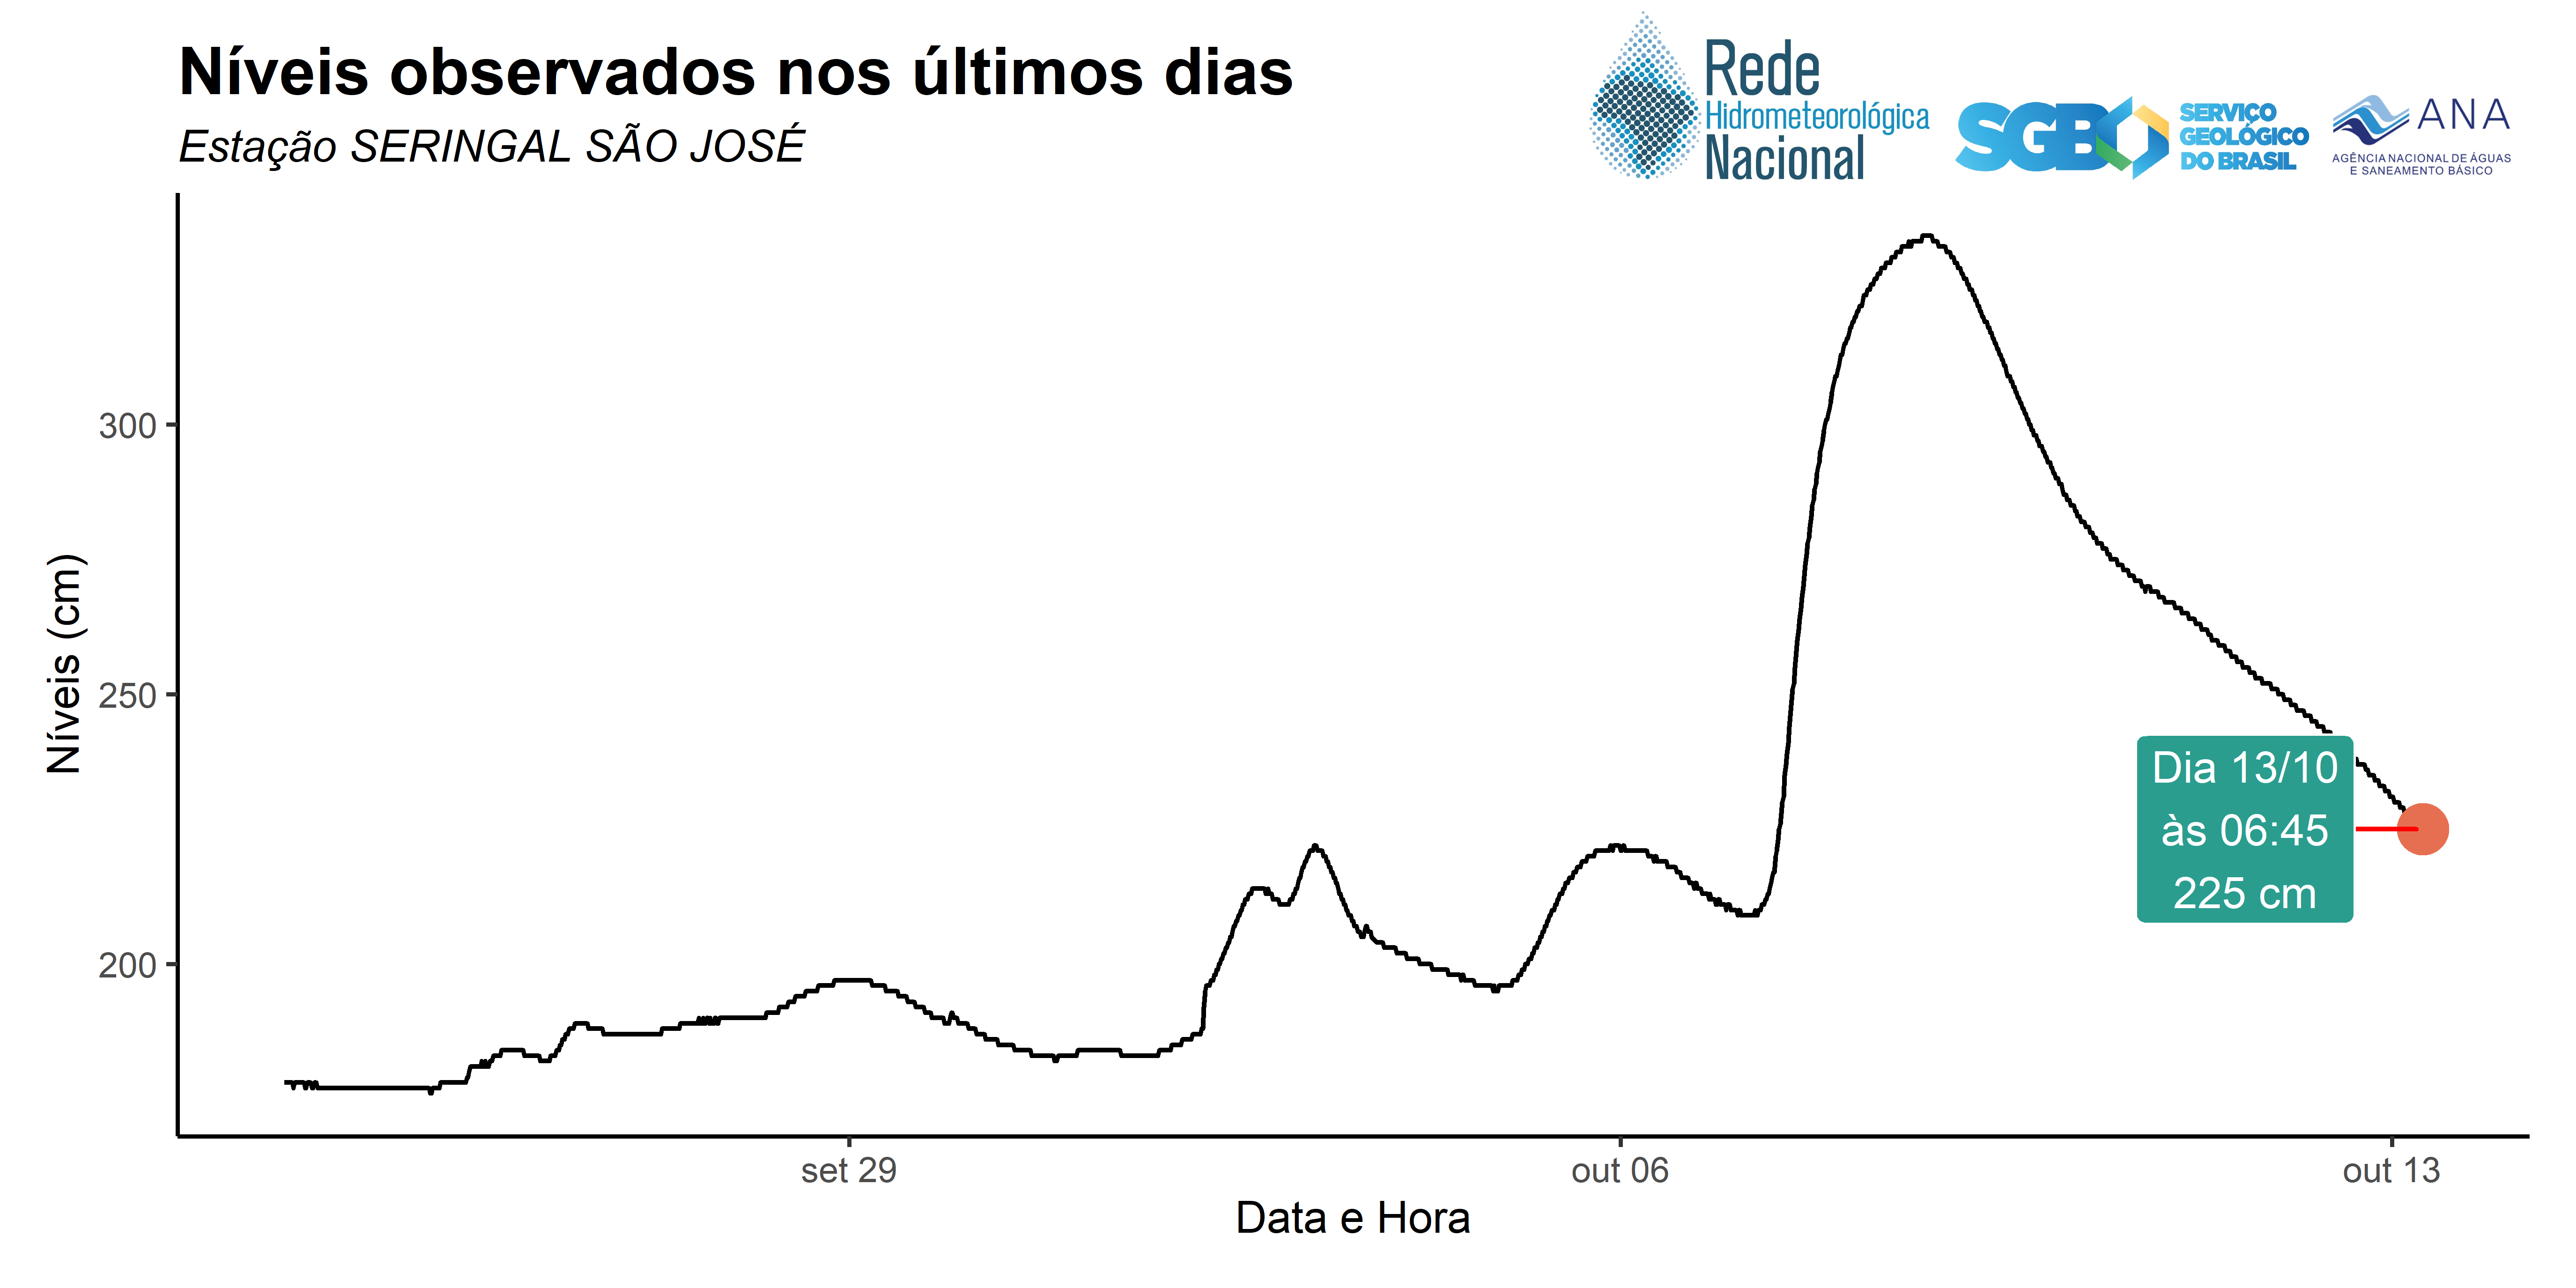 Níveis observados nos últimos dias
Estação SERINGAL SÃO JOSÉ
Rede
Hidrometeorológica
Nacional
SGB
SERVIÇO
GEOLÓGICO
DO BRASIL
ANA
AGÊNCIA NACIONAL DE ÁGUAS
E SANEAMENTO BÁSICO
Níveis (cm)
300
250
200
Dia 13/10
às 06:45
225 cm
set 29
out 06
out 13
Data e Hora